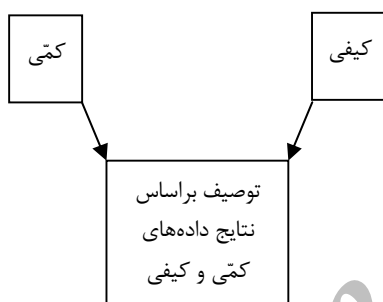 کیفی
کمّی
توصیف براساس
نتایج داده‌های
کمّی و کیفی